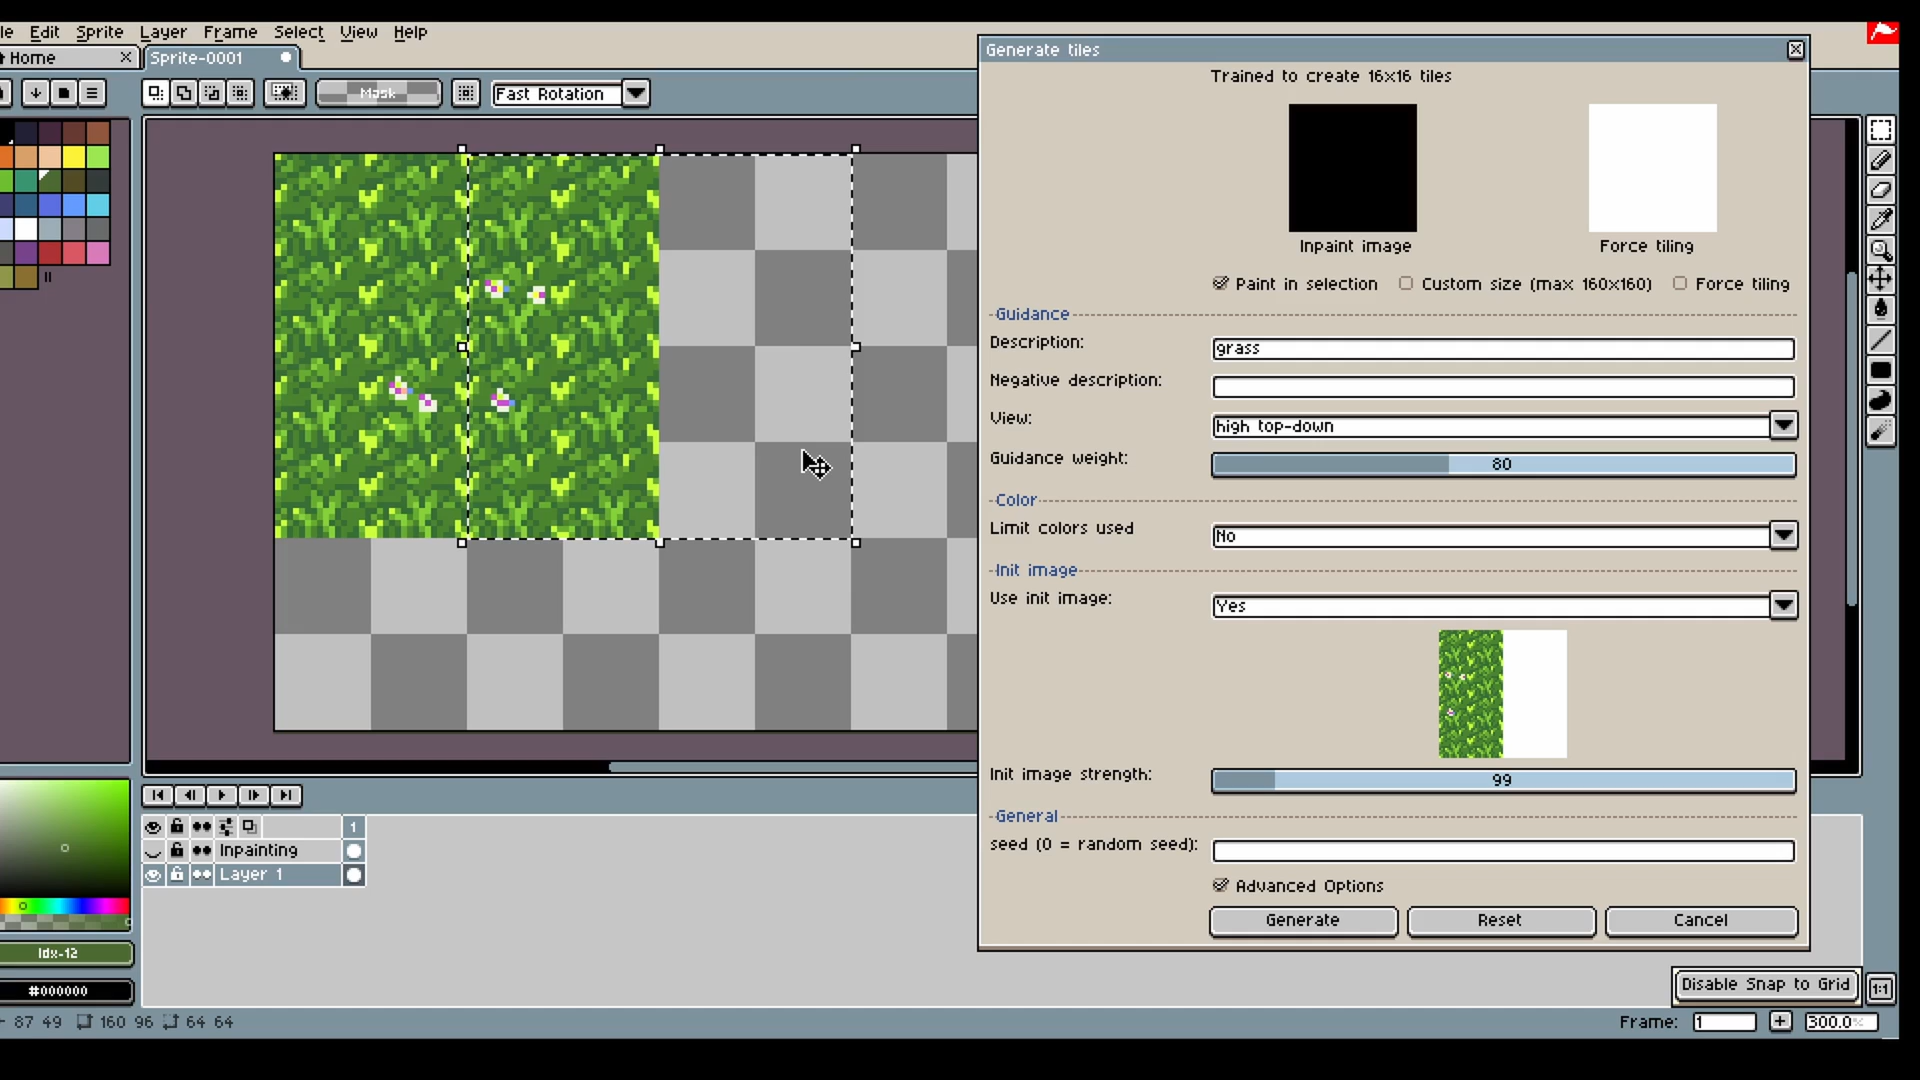 le Edit Sprite Layer Frame Select View Help
Home
Sprite-0001
Mask
Fast Rotation
Generate tiles
Trained to create 16x16 tiles
Inpaint image
Force tiling
Paint in selection
Custom size (max 160x160)
Force tiling
Guidance
Description:
grass
Negative description:
View:
high top-down
Guidance weight:
80
Color
Limit colors used
No
Init image
Use init image:
Yes
Init image strength:
99
General
seed (0 = random seed):
Advanced Options
Generate
Reset
Cancel
1
Inpainting
Layer 1
Idx-12
#000000
Disable Snap to Grid
1:1
87 49
160 96
64 64
Frame:
1
300.0